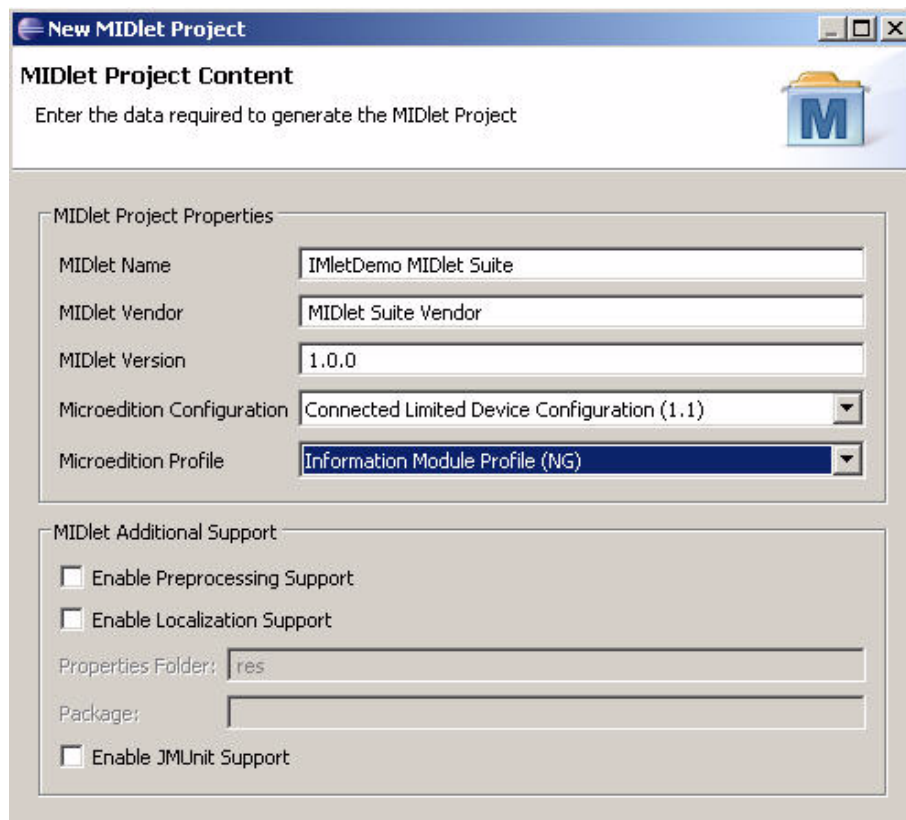 New MIDlet Project
MIDlet Project Content
Enter the data required to generate the MIDlet Project
M
MIDlet Project Properties
MIDlet Name IMletDemo MIDlet Suite
MIDlet Vendor MIDlet Suite Vendor
MIDlet Version 1.0.0
Microedition Configuration Connected Limited Device Configuration (1.1)
Microedition Profile Information Module Profile (NG)
MIDlet Additional Support
Enable Preprocessing Support
Enable Localization Support
Properties Folder: res
Package:
Enable JMUnit Support